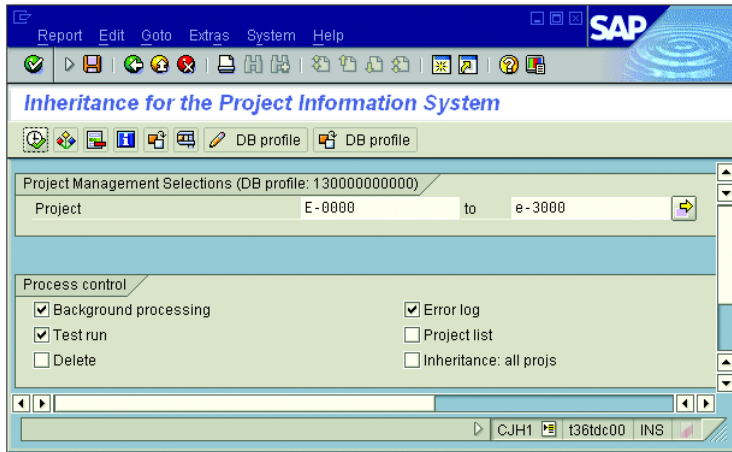 Report Edit Goto Extras System Help
SAP
Inheritance for the Project Information System
DB profile DB profile
Project Management Selections (DB profile: 130000000000)
Project E-0000 to e-3000
Process control
Background processing Error log
Test run Project list
Delete Inheritance: all projs
CJH1 t36tdc00 INS